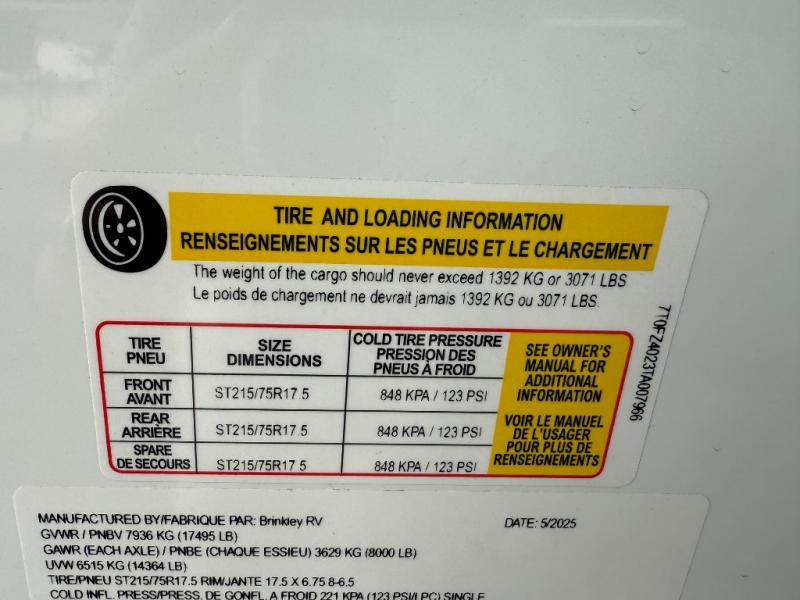 TIRE AND LOADING INFORMATION
RENSEIGNEMENTS SUR LES PNEUS ET LE CHARGEMENT
The weight of the cargo should never exceed 1392 KG or 3071 LBS
Le poids de chargement ne devrait jamais 1392 KG ou 3071 LBS.
TIRE PNEU
SIZE DIMENSIONS
COLD TIRE PRESSURE PRESSION DES PNEUS À FROID
FRONT AVANT
ST215/75R17.5
848 KPA / 123 PSI
REAR ARRIÈRE
ST215/75R17.5
848 KPA / 123 PSI
SPARE DE SECOURS
ST215/75R17.5
848 KPA / 123 PSI
SEE OWNER'S
MANUAL FOR
ADDITIONAL
INFORMATION
VOIR LE MANUEL
DE L'USAGER
POUR PLUS DE
RENSEIGNEMENTS
7T0FZ4023TA007966
MANUFACTURED BY/FABRIQUE PAR: Brinkley RV DATE: 5/2025
GVWR / PNBV 7936 KG (17495 LB)
GAWR (EACH AXLE) / PNBE (CHAQUE ESSIEU) 3629 KG (8000 LB)
UVW 6515 KG (14364 LB)
TIRE/PNEU ST215/75R17.5 RIM/JANTE 17.5 X 6.75 8-6.5
COLD INFL. PRESS/PRESS. DE GONFL. A FROID 221 KPA (123 PSI/LPC) SINGLE